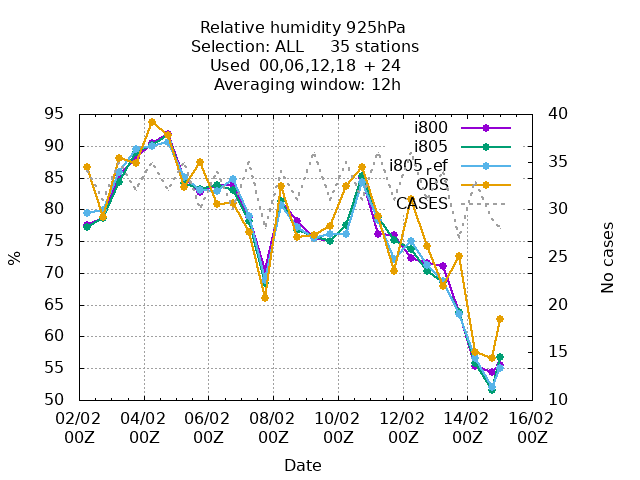 Relative humidity 925hPa
Selection: ALL 35 stations
Used 00,06,12,18 + 24
Averaging window: 12h
95
90
85
80
75
70
65
60
55
50
40
35
30
25
20
15
10
i800
i805
i805_ref
OBS
CASES
%
No cases
02/02 04/02 06/02 08/02 10/02 12/02 14/02 16/02
00Z 00Z 00Z 00Z 00Z 00Z 00Z 00Z
Date